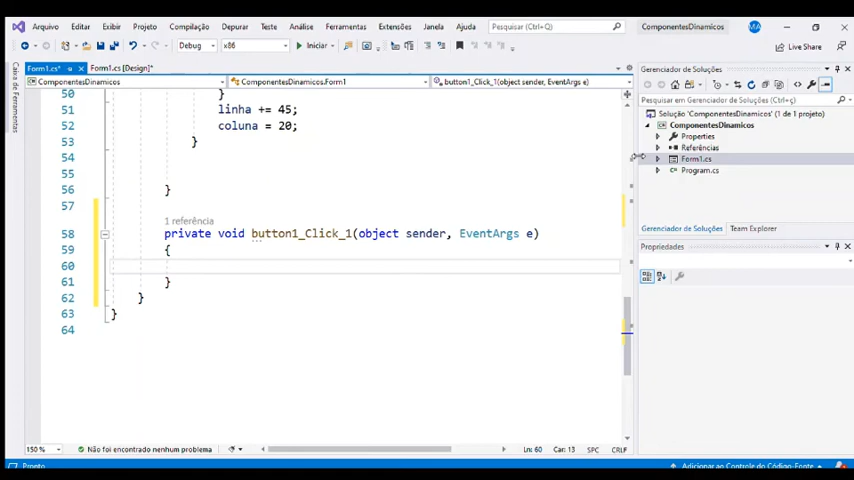 Arquivo Editar Exibir Projeto Compilação Depurar Teste Análise Ferramentas Extensões Janela Ajuda Pesquisar (Ctrl+Q) ComponentesDinamicos MA
Debug x86 Iniciar Live Share
Form1.cs* Form1.cs [Design]*
ComponentesDinamicos ComponentesDinamicos.Form1 button1_Click_1(object sender, EventArgs e)
Caixa de Ferramentas
50 }
51 linha += 45;
52 coluna = 20;
53 }
54
55
56 }
57
1 referência
58 private void button1_Click_1(object sender, EventArgs e)
59 {
60
61 }
62 }
63 }
64
150 % Não foi encontrado nenhum problema Ln: 60 Car: 13 SPC CRLF
Gerenciador de Soluções
Pesquisar em Gerenciador de Soluções (Ctrl+ç)
Solução 'ComponentesDinamicos' (1 de 1 projeto)
ComponentesDinamicos
Properties
Referências
Form1.cs
Program.cs
Gerenciador de Soluções Team Explorer
Propriedades
Pronto Adicionar ao Controle do Código-Fonte